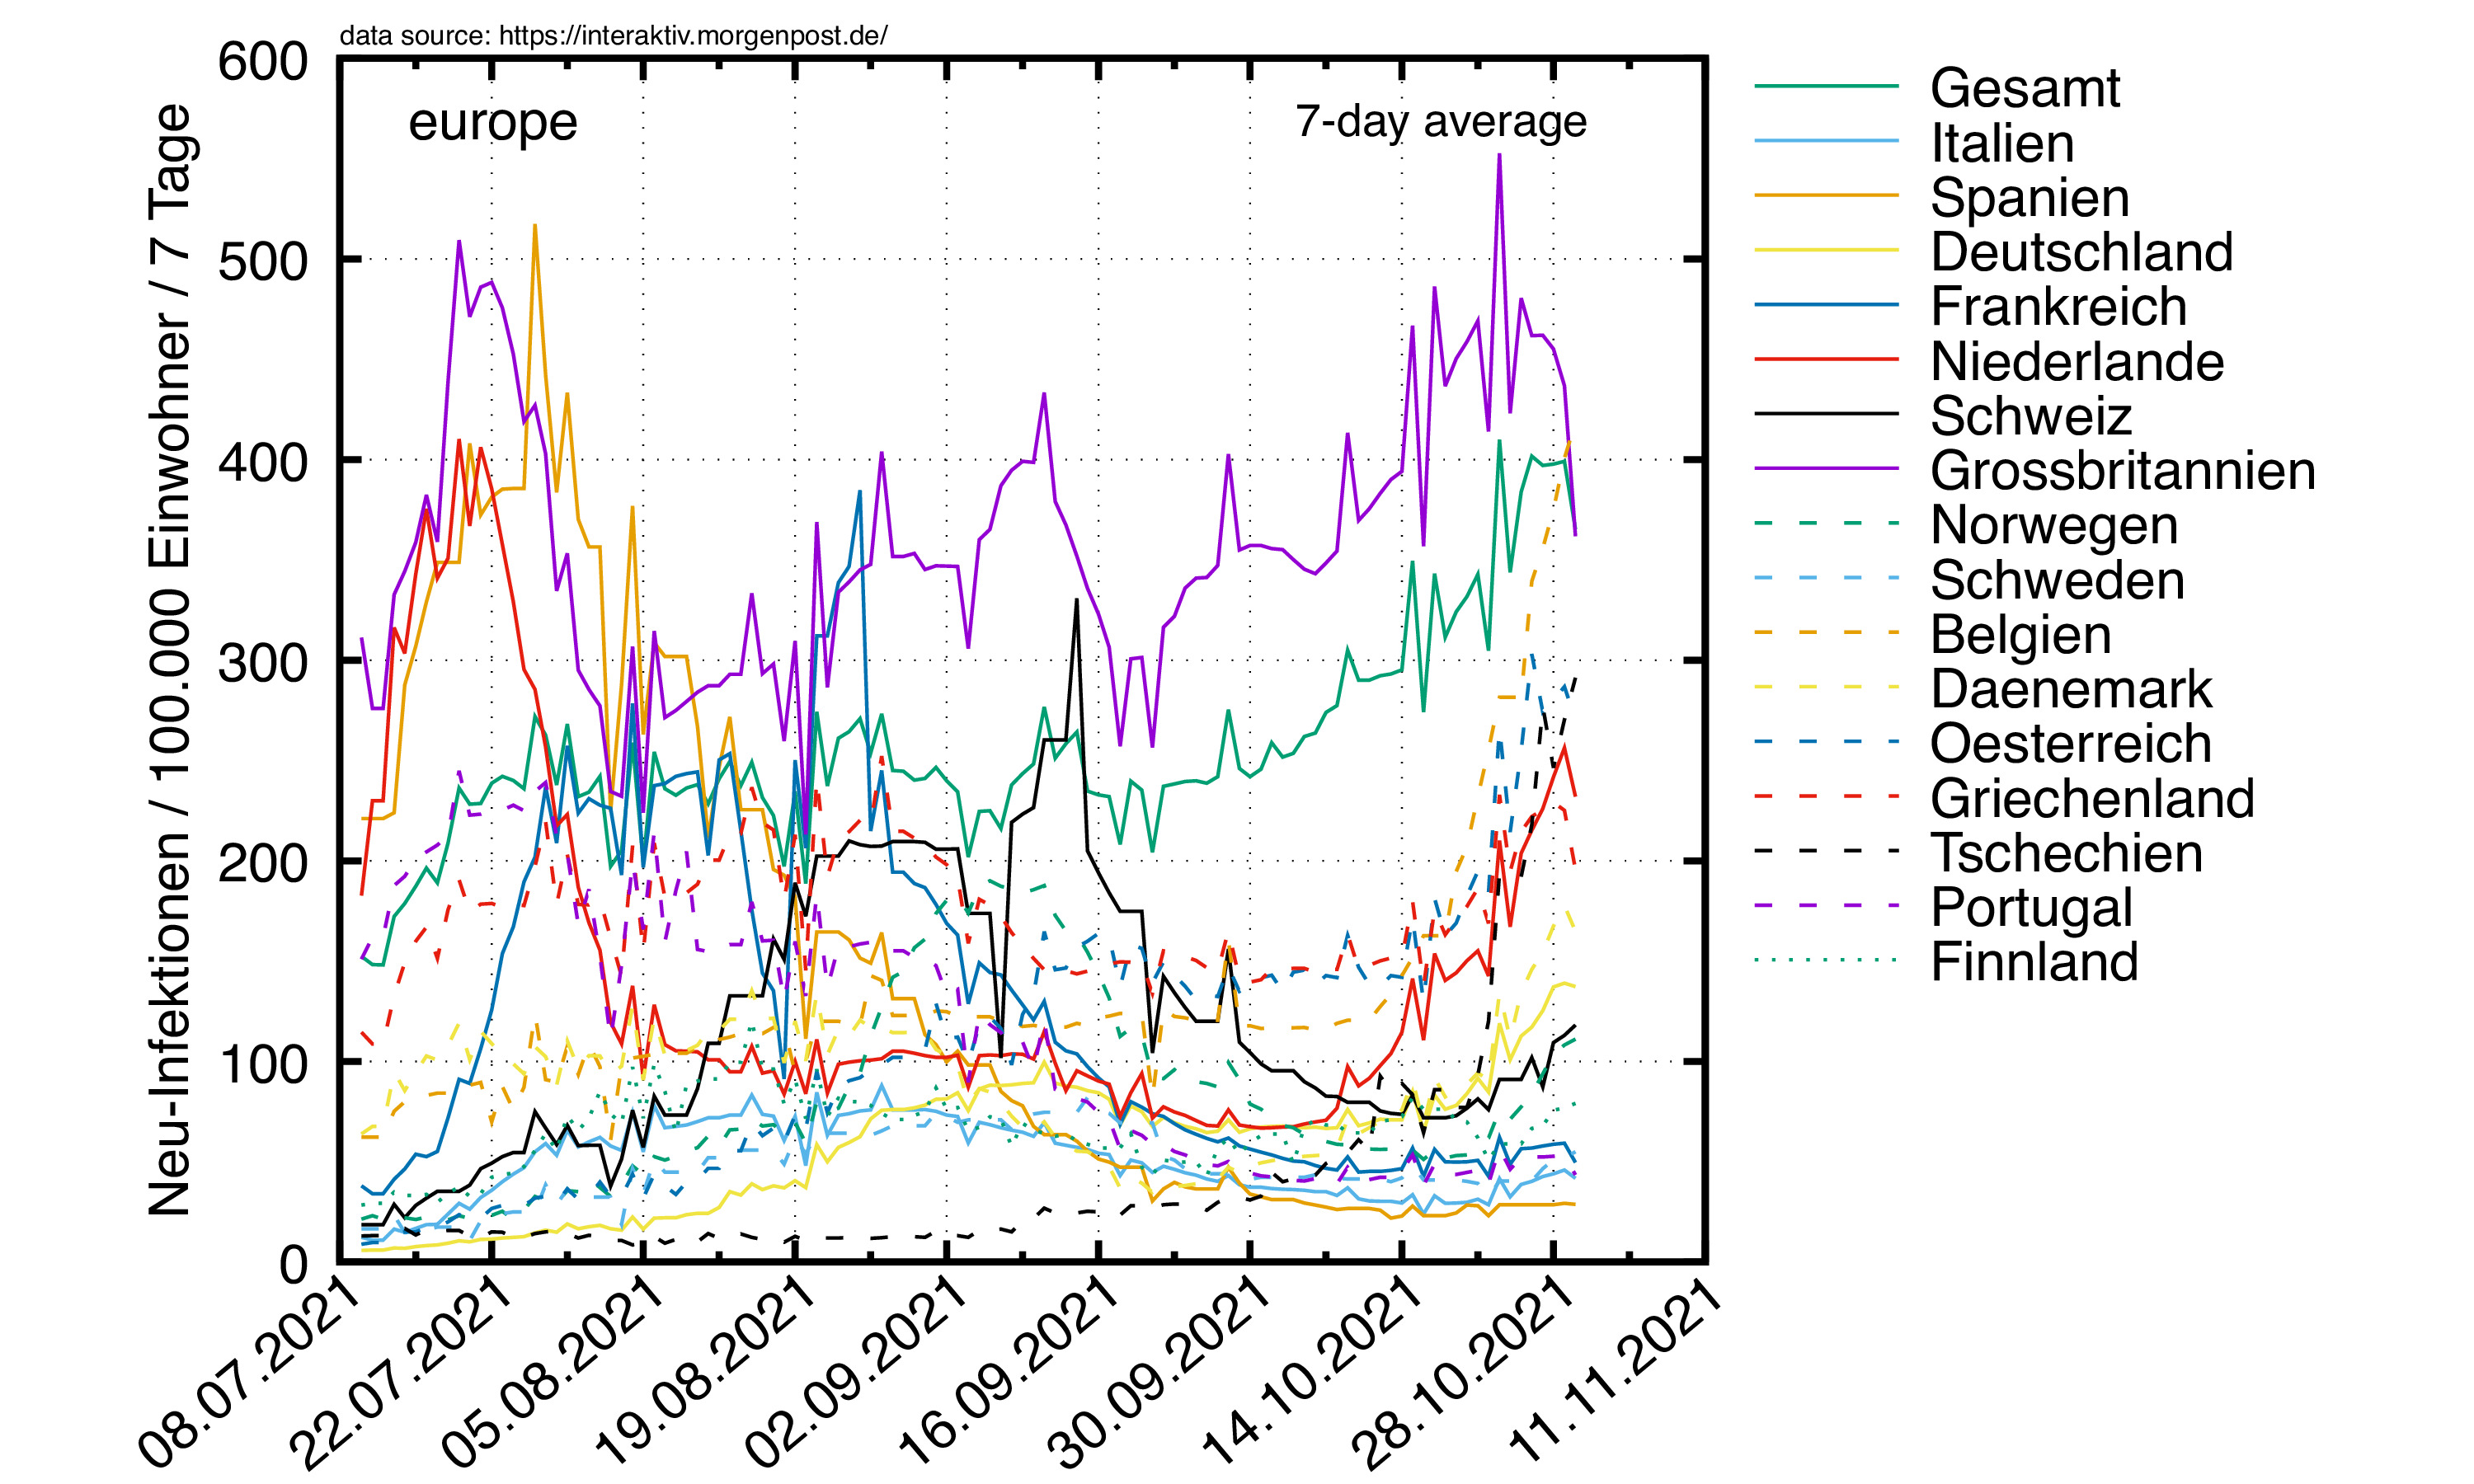 data source: https://interaktiv.morgenpost.de/
europe
7-day average
Neu-Infektionen / 100.000 Einwohner / 7 Tage
600
500
400
300
200
100
0
08.07.2021
22.07.2021
05.08.2021
19.08.2021
02.09.2021
16.09.2021
30.09.2021
14.10.2021
28.10.2021
11.11.2021
Gesamt
Italien
Spanien
Deutschland
Frankreich
Niederlande
Schweiz
Grossbritannien
Norwegen
Schweden
Belgien
Daenemark
Oesterreich
Griechenland
Tschechien
Portugal
Finnland